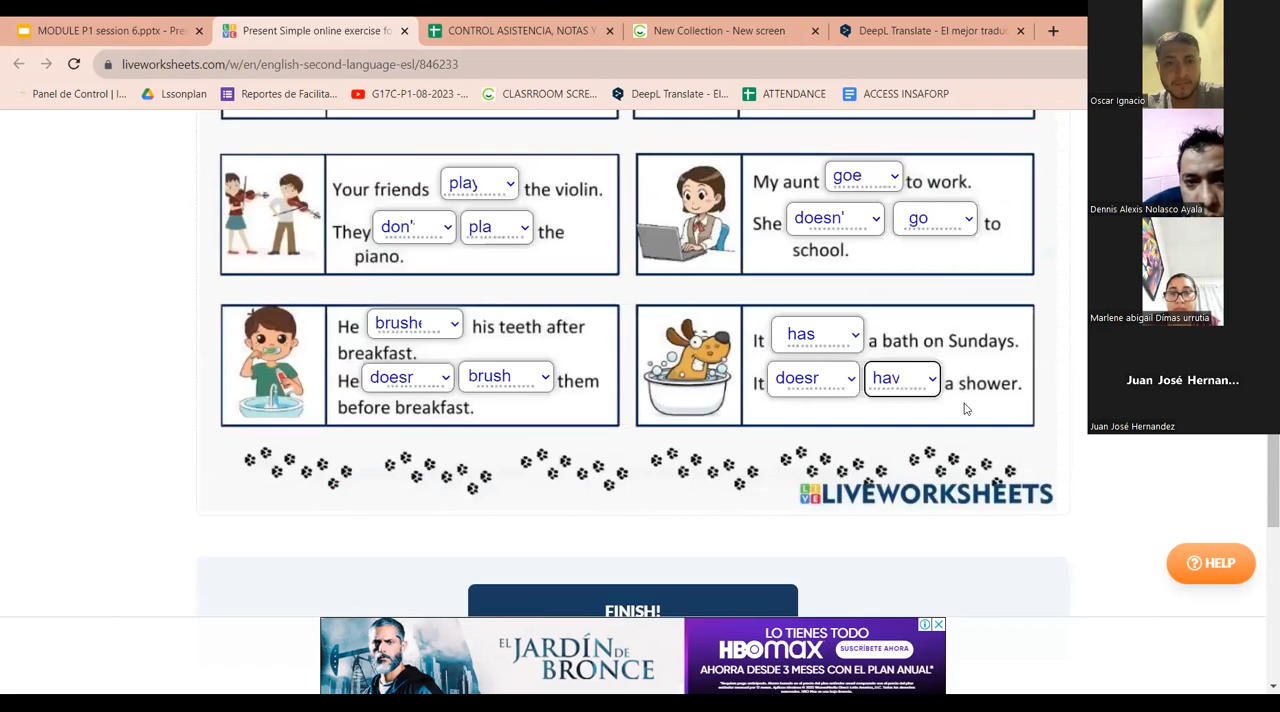 MODULE P1 session 6.pptx - Pres
Present Simple online exercise fo
CONTROL ASISTENCIA, NOTAS Y
New Collection - New screen
DeepL Translate - El mejor tradu
liveworksheets.com/w/en/english-second-language-esl/846233
Panel de Control | I...
Lssonplan
Reportes de Facilita...
G17C-P1-08-2023 -...
CLASRROOM SCRE...
DeepL Translate - El...
ATTENDANCE
ACCESS INSAFORP
Your friends play the violin.
They don' pla the
piano.
My aunt goe to work.
She doesn' go to
school.
He brushe his teeth after
breakfast.
He doesr brush them
before breakfast.
It has a bath on Sundays.
It doesr hav a shower.
LIVE LIVEWORKSHEETS
FINISH!
HELP
EL JARDÍN DE BRONCE
LO TIENES TODO
HBOMAX SUSCRÍBETE AHORA
AHORRA DESDE 3 MESES CON EL PLAN ANUAL*
Oscar Ignacio
Dennis Alexis Nolasco Ayala
Marlene abigail Dimas urrutia
Juan José Hernan...
Juan José Hernandez